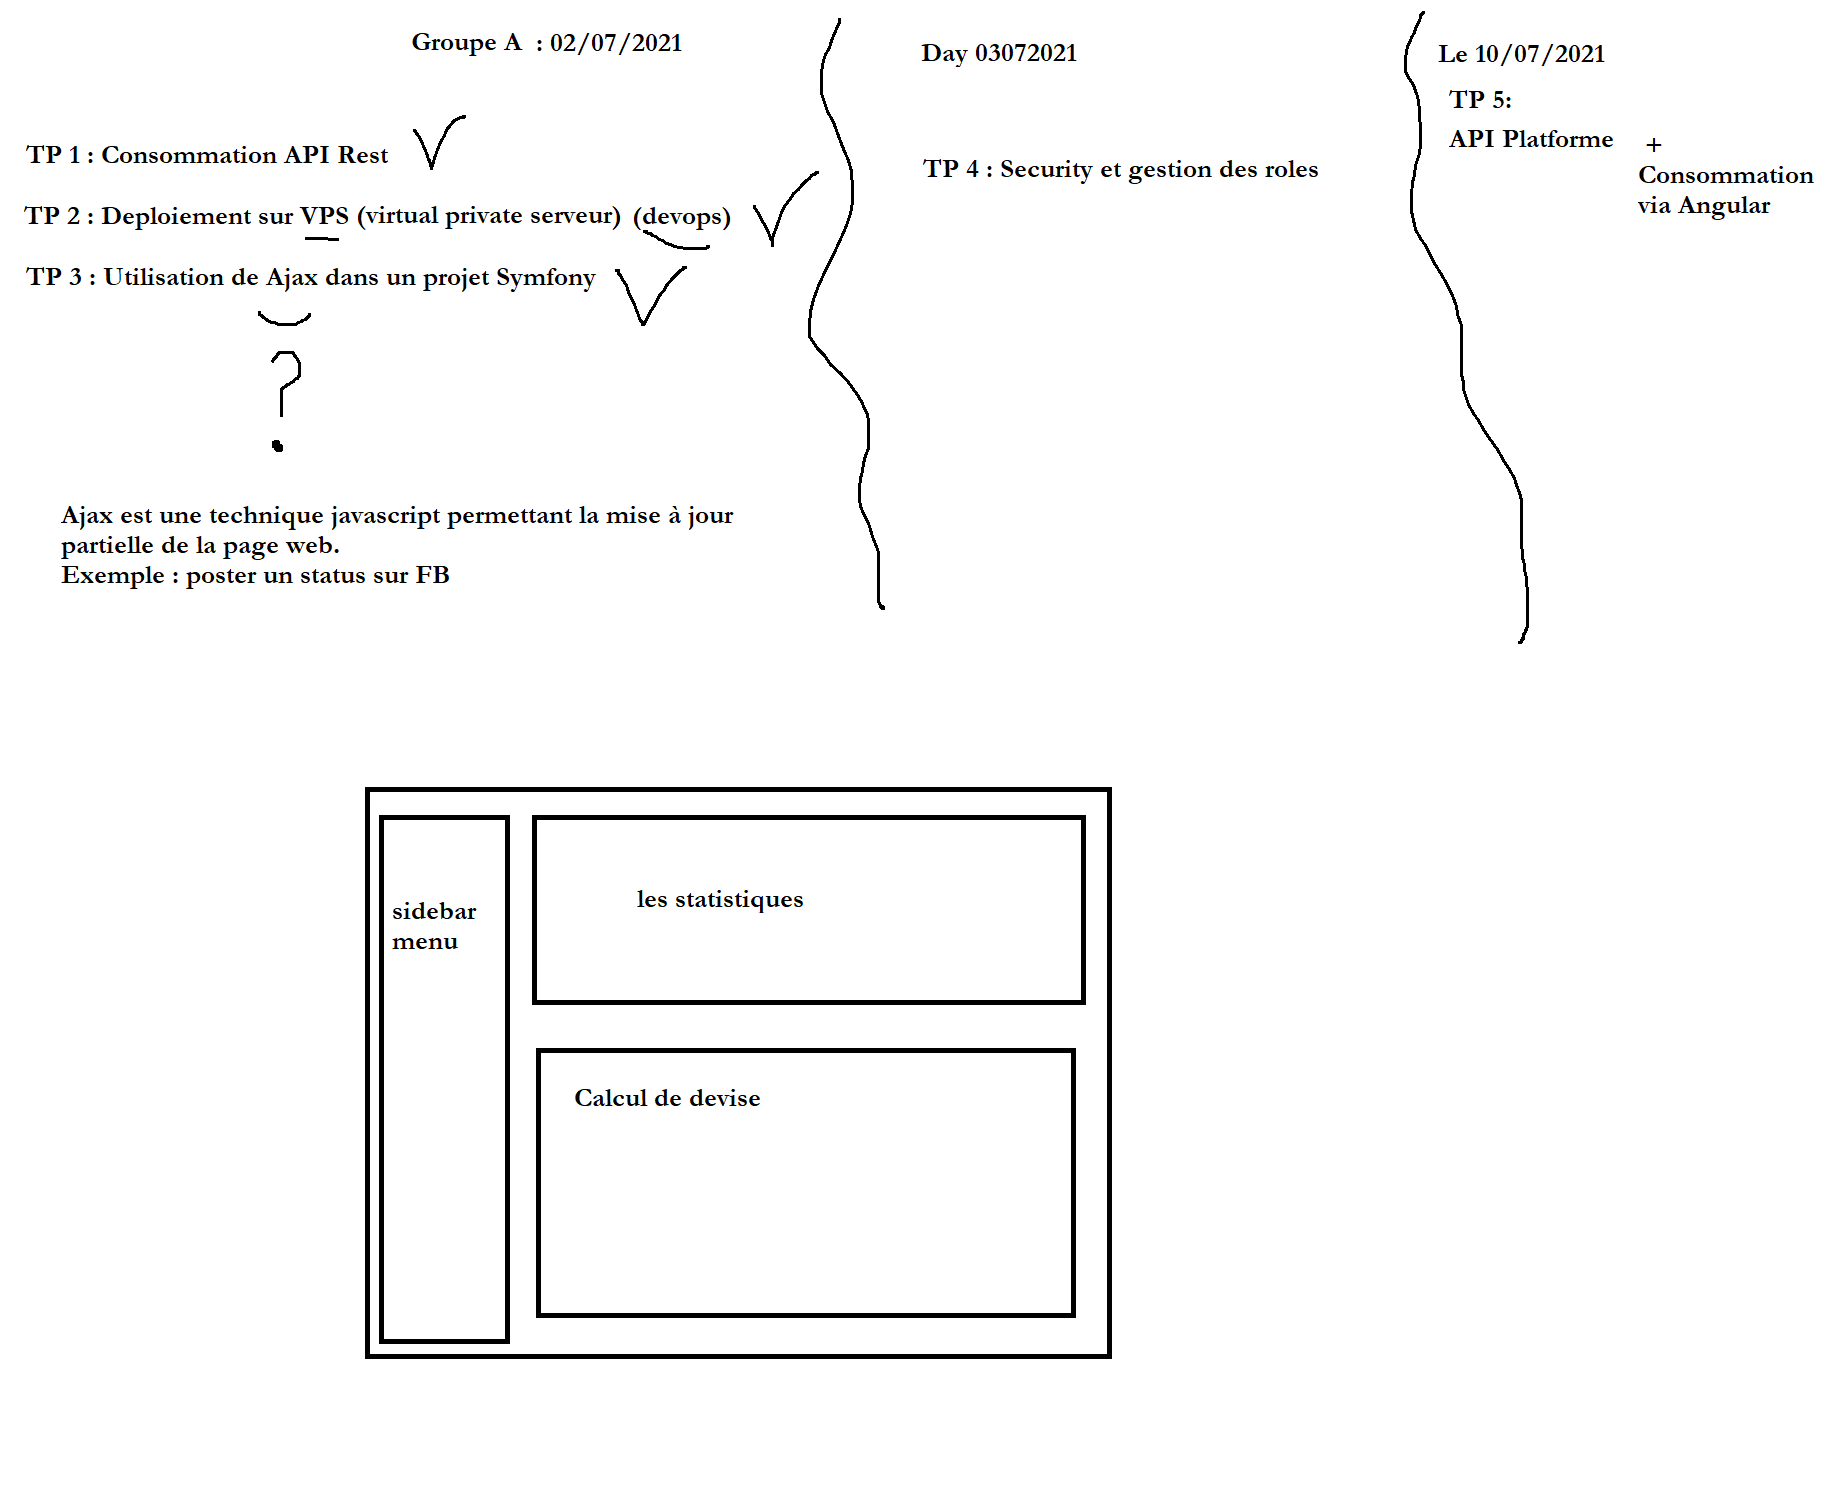 Groupe A : 02/07/2021
TP 1 : Consommation API Rest
TP 2 : Deploiement sur VPS (virtual private serveur) (devops)
TP 3 : Utilisation de Ajax dans un projet Symfony
?
Ajax est une technique javascript permettant la mise à jour
partielle de la page web.
Exemple : poster un status sur FB
Day 03072021
TP 4 : Security et gestion des roles
Le 10/07/2021
TP 5:
API Platforme
+
Consommation
via Angular
sidebar
menu
les statistiques
Calcul de devise